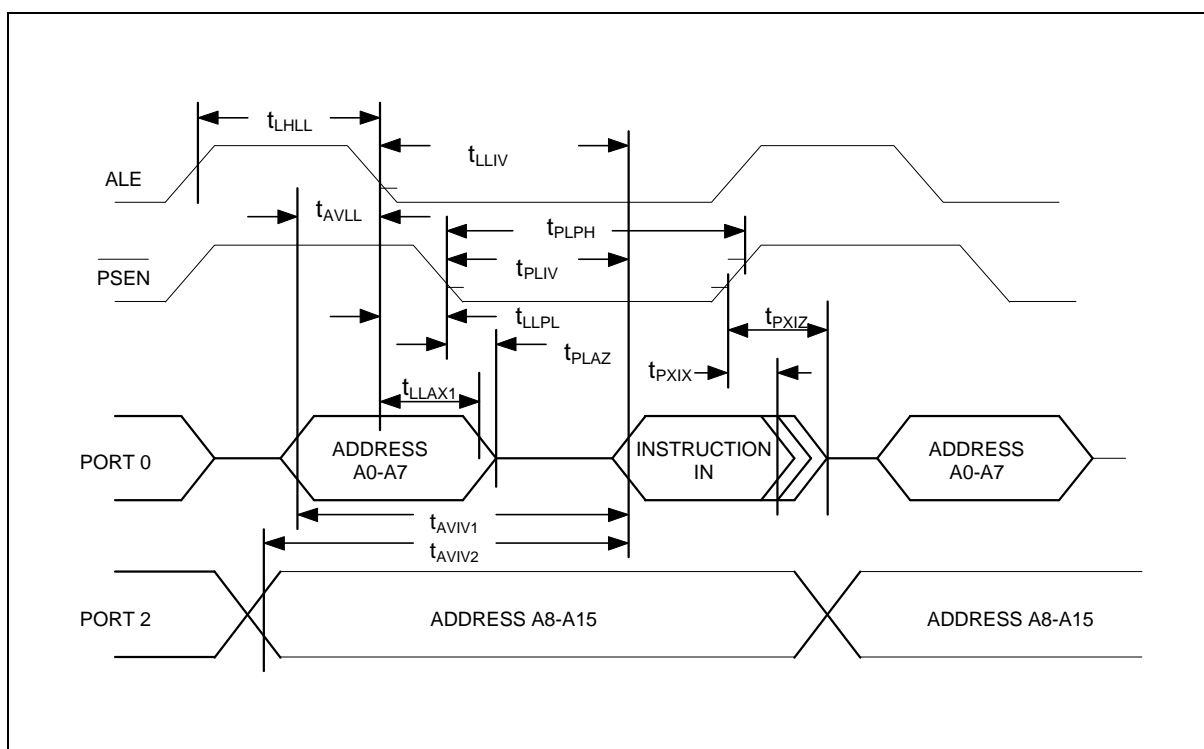 tLHLL
tLLIV
ALE
tAVLL
tPLPH
PSEN
tPLIV
tLLPL
tPXIZ
tPLAZ
tPXIX
tLLAX1
PORT 0
ADDRESS
A0-A7
INSTRUCTION
IN
ADDRESS
A0-A7
tAVIV1
tAVIV2
PORT 2
ADDRESS A8-A15
ADDRESS A8-A15